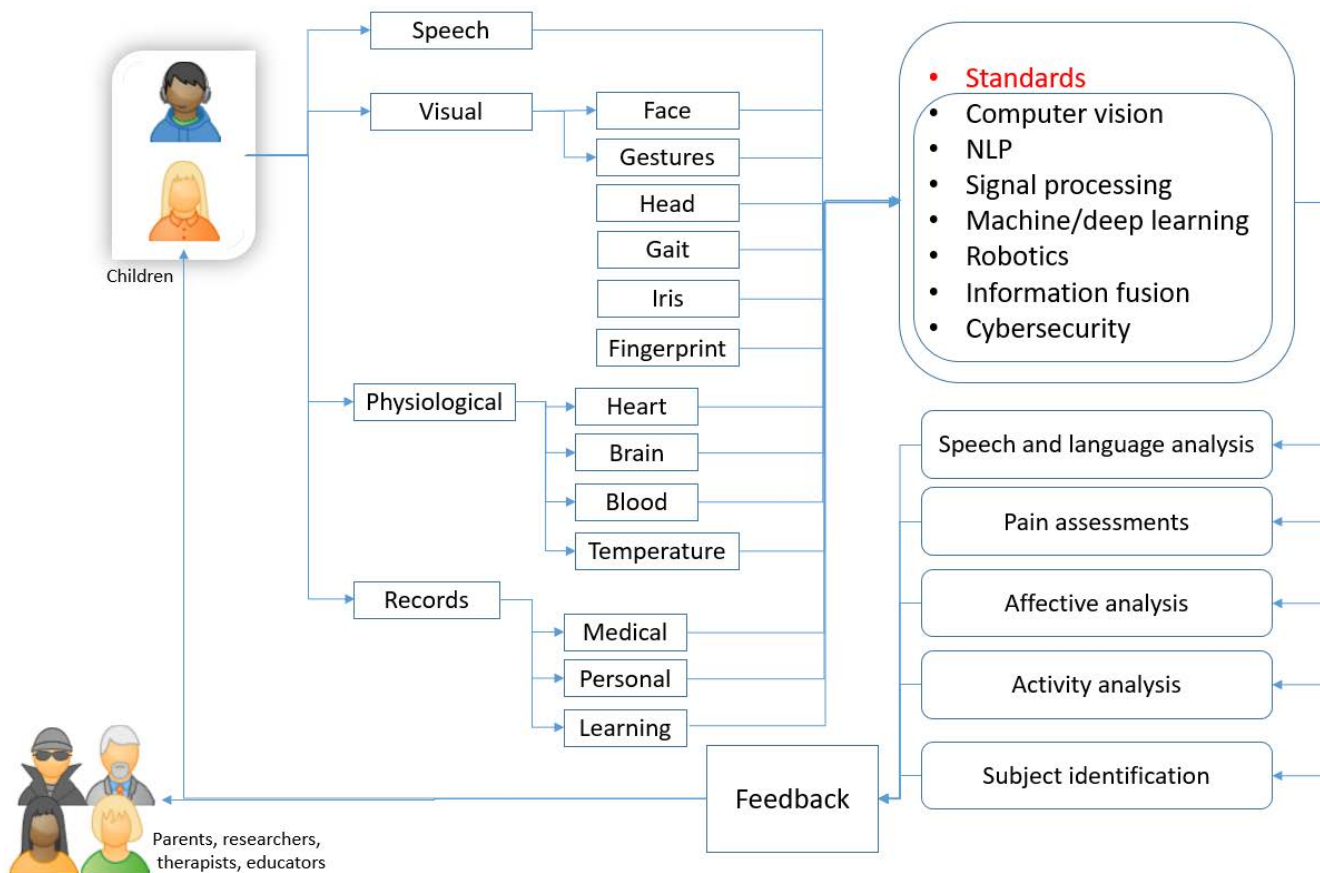 Speech
Visual
Face
Gestures
Head
Gait
Iris
Fingerprint
Children
Physiological
Heart
Brain
Blood
Temperature
Records
Medical
Personal
Learning
• Standards
• Computer vision
• NLP
• Signal processing
• Machine/deep learning
• Robotics
• Information fusion
• Cybersecurity
Speech and language analysis
Pain assessments
Affective analysis
Activity analysis
Subject identification
Feedback
Parents, researchers,
therapists, educators